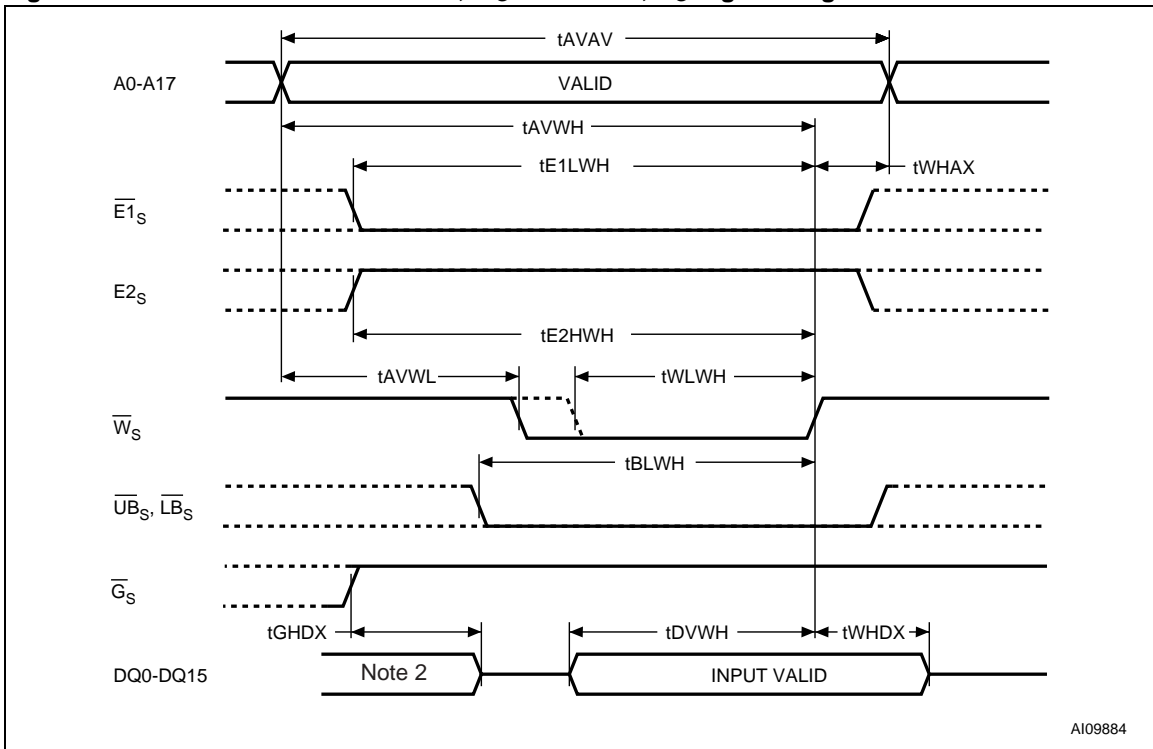 tAVAV
A0-A17 VALID
tAVWH
tE1LWH tWHAX
E1S
E2S
tE2HWH
tAVWL tWLWH
WS
tBLWH
UBS, LBS
GS
tGHDX tDVWH tWHDX
DQ0-DQ15 Note 2 INPUT VALID
AI09884